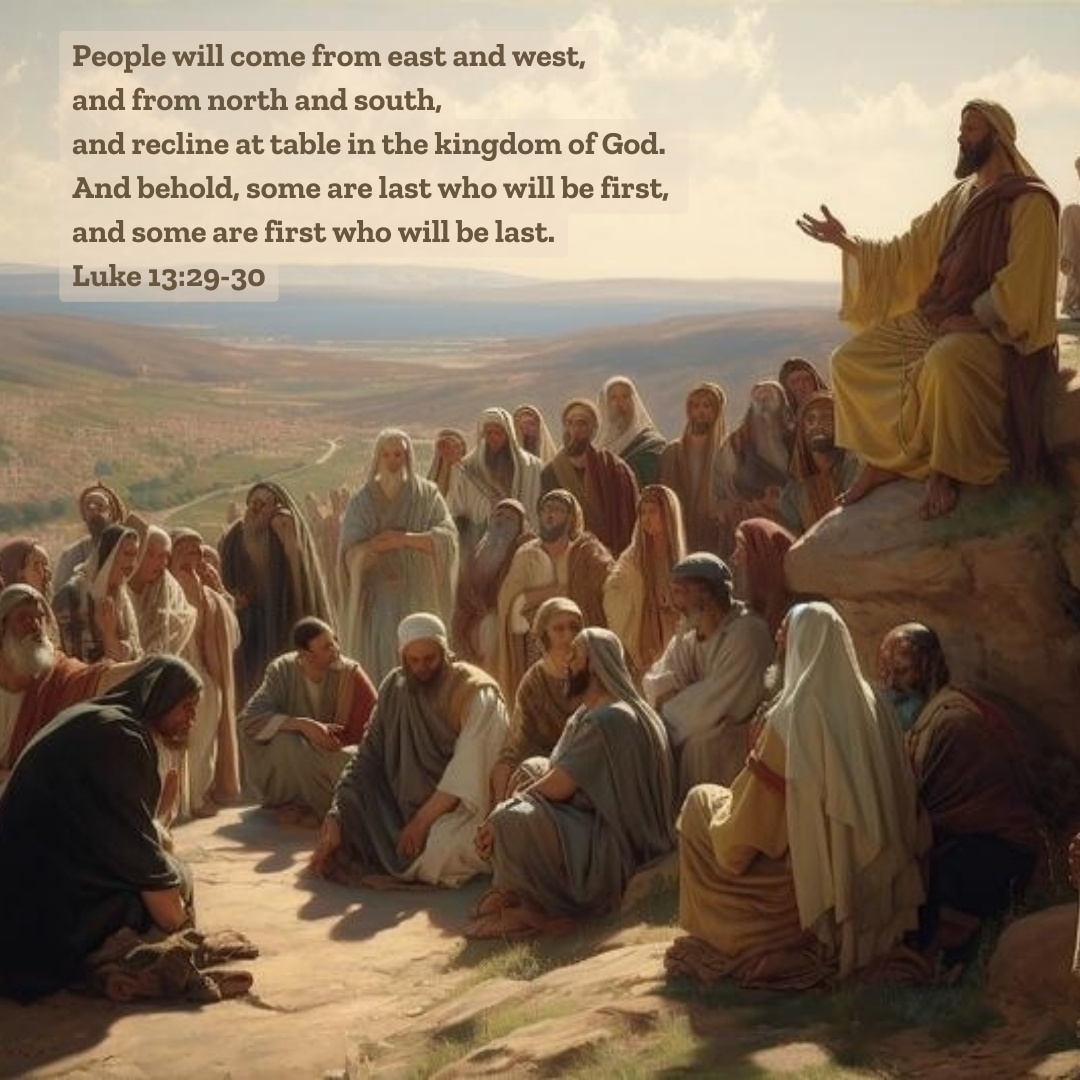 People will come from east and west,
and from north and south,
and recline at table in the kingdom of God.
And behold, some are last who will be first,
and some are first who will be last.
Luke 13:29-30